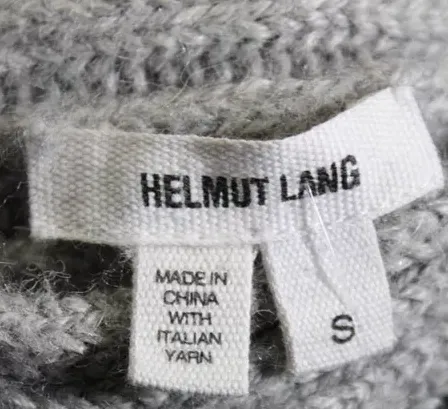 HELMUT LANG
MADE IN
CHINA
WITH
ITALIAN
YARN
S